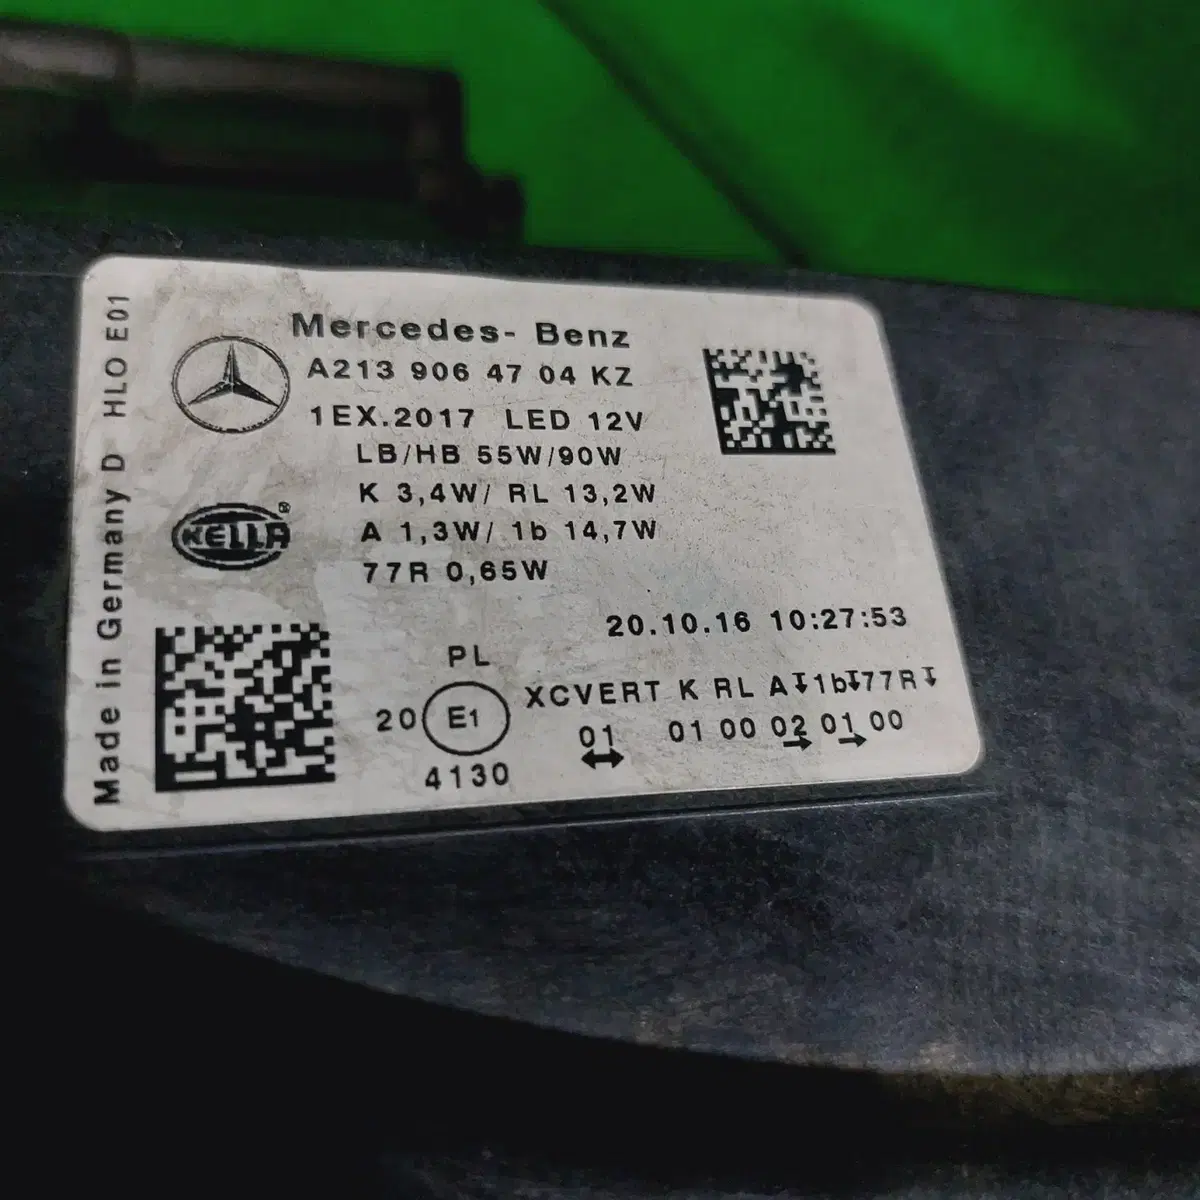 Mercedes- Benz
A213 906 47 04 KZ
1EX.2017 LED 12V
LB/HB 55W/90W
K 3,4W/ RL 13,2W
A 1,3W/ 1b 14,7W
77R 0,65W
HELLA®
Made in Germany D HLO E01
20.10.16 10:27:53
PL
20 E1
4130
XCVERT K RL A↧1b↧77R↧
01 01 00 02 01 00